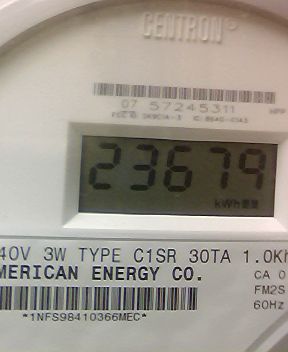 CENTRON®
07 57245311
23679
kWh
40V 3W TYPE C1SR 30TA 1.0Kh
MERICAN ENERGY CO.
CA 0
FM2S
60Hz
*1NFS98410366MEC*